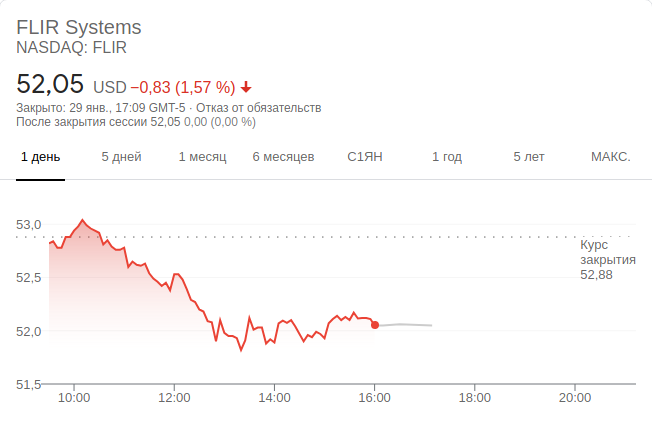 FLIR Systems
NASDAQ: FLIR
52,05 USD −0,83 (1,57 %)
Закрыто: 29 янв., 17:09 GMT-5 · Отказ от обязательств
После закрытия сессии 52,05 0,00 (0,00 %)
1 день 5 дней 1 месяц 6 месяцев С1ЯН 1 год 5 лет МАКС.
53,0
Курс
закрытия
52,88
52,5
52,0
51,5
10:00 12:00 14:00 16:00 18:00 20:00